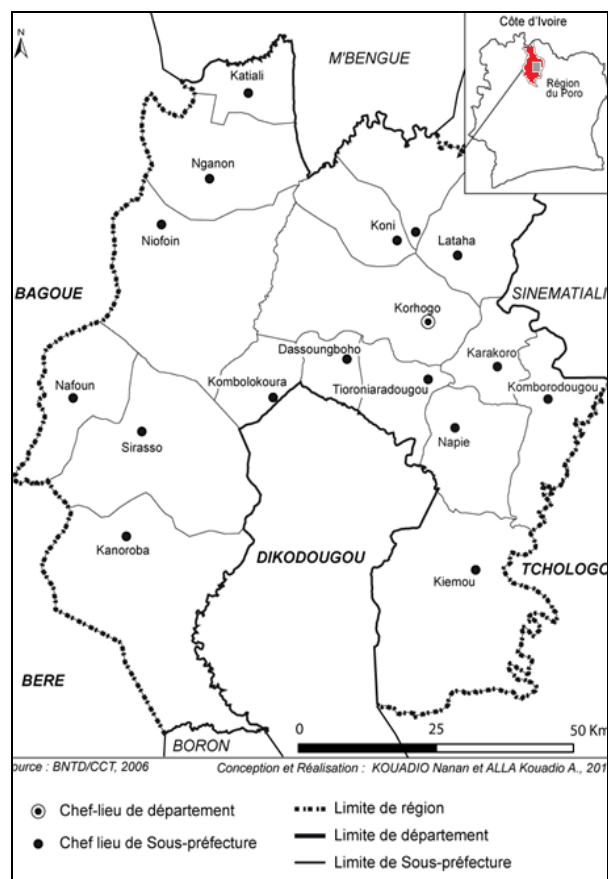 Côte d'Ivoire
Région
du Poro
N
M'BENGUE
Katiali
Nganon
Niofoin
Koni
Lataha
BAGOUE
SINEMATIALI
Korhogo
Dassoungboho
Karakoro
Nafoun
Kombolokoura
Tioroniaradougou
Komborodougou
Sirasso
Napie
Kanoroba
DIKODOUGOU
TCHOLOGO
Kiemou
BERE
BORON
0 25 50 Km
ource : BNTD/CCT, 2006 Conception et Réalisation : KOUADIO Nanan et ALLA Kouadio A., 201
Chef-lieu de département
Chef lieu de Sous-préfecture
Limite de région
Limite de département
Limite de Sous-préfecture